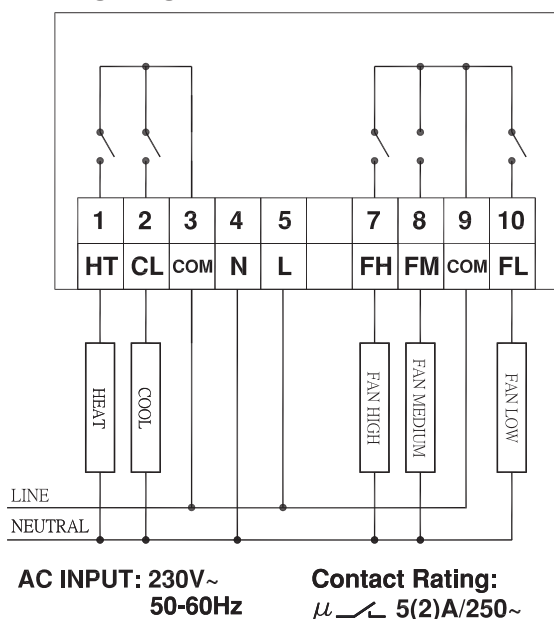 1 2 3 4 5 7 8 9 10
HT CL COM N L FH FM COM FL
HEAT
COOL
FAN HIGH
FAN MEDIUM
FAN LOW
LINE
NEUTRAL
AC INPUT: 230V~
50-60Hz
Contact Rating:
μ 5(2)A/250~